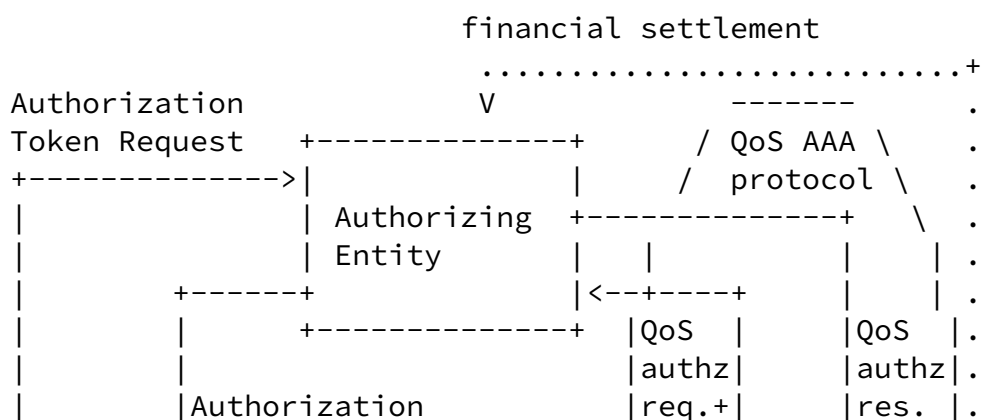 financial settlement
...........................+
Authorization                V             -------       .
Token Request   +--------------+      / QoS AAA \     .
+-------------->|              |     /  protocol \    .
|               | Authorizing  +--------------+   \   .
|               | Entity       |   |            |    |  .
|          +------+            |<--+----+       |    |  .
|          |      +--------------+  |QoS  |       |QoS  |.
|          |                        |authz|       |authz|.
|          |Authorization           |req.+|       |res. |.